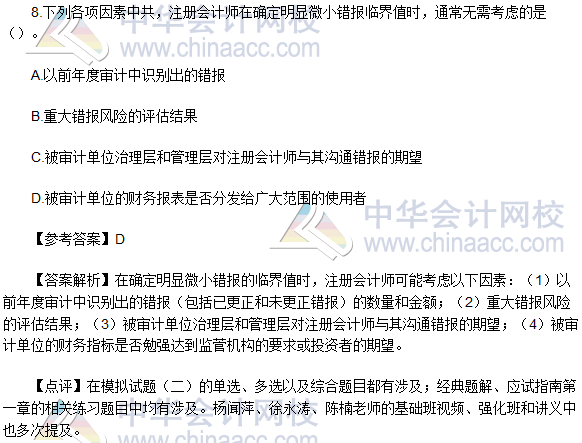 8.下列各项因素中共，注册会计师在确定明显微小错报临界值时，通常无需考虑的是
（）。
A.以前年度审计中识别出的错报
B.重大错报风险的评估结果
C.被审计单位治理层和管理层对注册会计师与其沟通错报的期望
D.被审计单位的财务报表是否分发给广大范围的使用者
【参考答案】D
【答案解析】在确定明显微小错报的临界值时，注册会计师可能考虑以下因素：（1）以
前年度审计中识别出的错报（包括已更正和未更正错报）的数量和金额；（2）重大错报风险
的评估结果；（3）被审计单位治理层和管理层对注册会计师与其沟通错报的期望；（4）被审
计单位的财务指标是否勉强达到监管机构的要求或投资者的期望。
【点评】在模拟试题（二）的单选、多选以及综合题目都有涉及；经典题解、应试指南第
一章的相关练习题目中均有涉及。杨闻萍、徐永涛、陈楠老师的基础班视频、强化班和讲义中
也多次提及。
中华会计网校
www.chinaacc.com
中华会计网校
www.chinaacc.com
中华会计网校
www.chinaacc.com